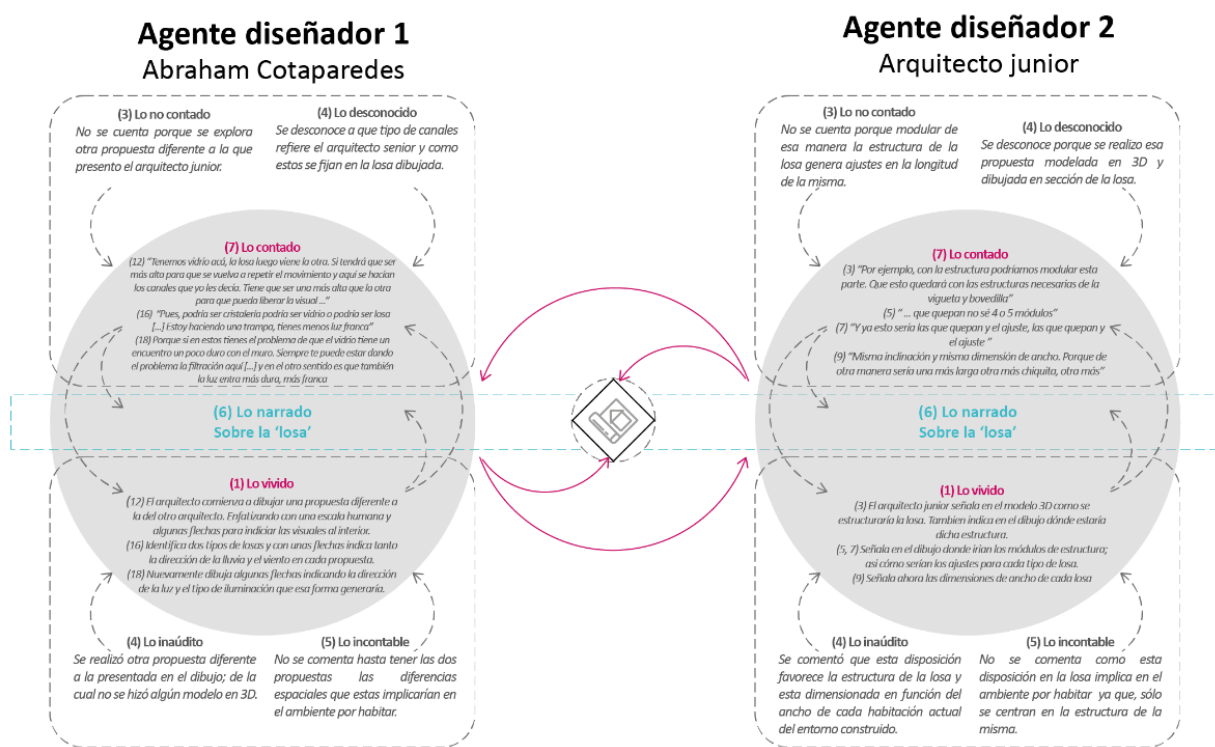 Agente diseñador 1
Abraham Cotaparedes
(3) Lo no contado
No se cuenta porque se explora
otra propuesta diferente a la que
presento el arquitecto junior.
(4) Lo desconocido
Se desconoce a que tipo de canales
refiere el arquitecto senior y como
estos se fijan en la losa dibujada.
(7) Lo contado
(12) “Tenemos vidrio acá, la losa luego viene la otra. Si tendrá que ser
más alta para que se vuelva a repetir el movimiento y aquí se hacían
los canales que yo les decía. Tiene que ser una más alta que la otra
para que pueda liberar la visual ...”
(16) “Pues, podría ser cristalería podría ser vidrio o podría ser losa
[...] Estoy haciendo una trampa, tienes menos luz franca”
(18) Porque si en estos tienes el problema de que el vidrio tiene un
encuentro un poco duro con el muro. Siempre te puede estar dando
el problema la filtración aquí [...] y en el otro sentido es que también
la luz entra más dura, más franca
(6) Lo narrado
Sobre la ‘losa’
(1) Lo vivido
(12) El arquitecto comienza a dibujar una propuesta diferente a
la del otro arquitecto. Enfatizando con una escala humana y
algunas flechas para indiciar las visuales al interior.
(16) Identifica dos tipos de losas y con unas flechas indica tanto
la dirección de la lluvia y el viento en cada propuesta.
(18) Nuevamente dibuja algunas flechas indicando la dirección
de la luz y el tipo de iluminación que esa forma generaría.
(4) Lo inaúdito
Se realizó otra propuesta diferente
a la presentada en el dibujo; de la
cual no se hizó algún modelo en 3D.
(5) Lo incontable
No se comenta hasta tener las dos
propuestas las diferencias
espaciales que estas implicarían en
el ambiente por habitar.
Agente diseñador 2
Arquitecto junior
(3) Lo no contado
No se cuenta porque modular de
esa manera la estructura de la
losa genera ajustes en la longitud
de la misma.
(4) Lo desconocido
Se desconoce porque se realizo esa
propuesta modelada en 3D y
dibujada en sección de la losa.
(7) Lo contado
(3) “Por ejemplo, con la estructura podríamos modular esta
parte. Que esto quedará con las estructuras necesarias de la
vigueta y bovedilla”
(5) “ ... que quepan no sé 4 o 5 módulos”
(7) “Y ya esto sería las que quepan y el ajuste, las que quepan y
el ajuste ”
(9) “Misma inclinación y misma dimensión de ancho. Porque de
otra manera sería una más larga otra más chiquita, otra más”
(6) Lo narrado
Sobre la ‘losa’
(1) Lo vivido
(3) El arquitecto junior señala en el modelo 3D como se
estructuraría la losa. Tambien indica en el dibujo dónde estaría
dicha estructura.
(5, 7) Señala en el dibujo donde irían los módulos de estructura;
así cómo serían los ajustes para cada tipo de losa.
(9) Señala ahora las dimensiones de ancho de cada losa
(4) Lo inaúdito
Se comentó que esta disposición
favorece la estructura de la losa y
esta dimensionada en función del
ancho de cada habitación actual
del entorno construido.
(5) Lo incontable
No se comenta como esta
disposición en la losa implica en el
ambiente por habitar ya que, sólo
se centran en la estructura de la
misma.